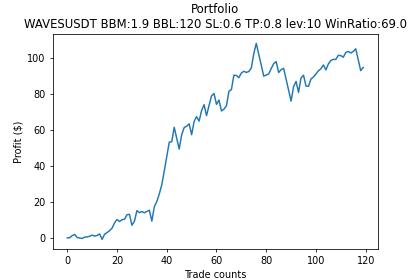 Portfolio
WAVESUSDT BBM:1.9 BBL:120 SL:0.6 TP:0.8 lev:10 WinRatio:69.0
100
80
60
40
20
0
Profit ($)
0 20 40 60 80 100 120
Trade counts